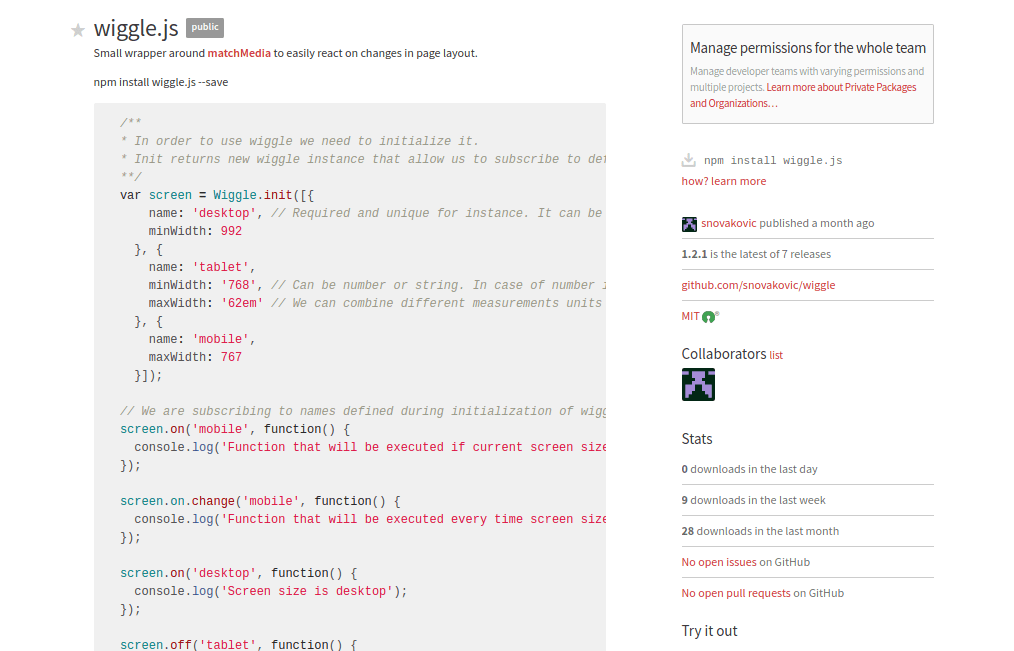 wiggle.js public
Small wrapper around matchMedia to easily react on changes in page layout.
npm install wiggle.js --save
/**
* In order to use wiggle we need to initialize it.
* Init returns new wiggle instance that allow us to subscribe to
**/
var screen = Wiggle.init([{
name: 'desktop', // Required and unique for instance. It can be
minWidth: 992
}, {
name: 'tablet',
minWidth: '768', // Can be number or string. In case of number
maxWidth: '62em' // We can combine different measurements units
}, {
name: 'mobile',
maxWidth: 767
}]);
// We are subscribing to names defined during initialization of
screen.on('mobile', function() {
console.log('Function that will be executed if current screen size
});
screen.on.change('mobile', function() {
console.log('Function that will be executed every time screen size
});
screen.on('desktop', function() {
console.log('Screen size is desktop');
});
screen.off('tablet', function() {
Manage permissions for the whole team
Manage developer teams with varying permissions and
multiple projects. Learn more about Private Packages
and Organizations…
npm install wiggle.js
how? learn more
snovakovic published a month ago
1.2.1 is the latest of 7 releases
github.com/snovakovic/wiggle
MIT
Collaborators list
Stats
0 downloads in the last day
9 downloads in the last week
28 downloads in the last month
No open issues on GitHub
No open pull requests on GitHub
Try it out